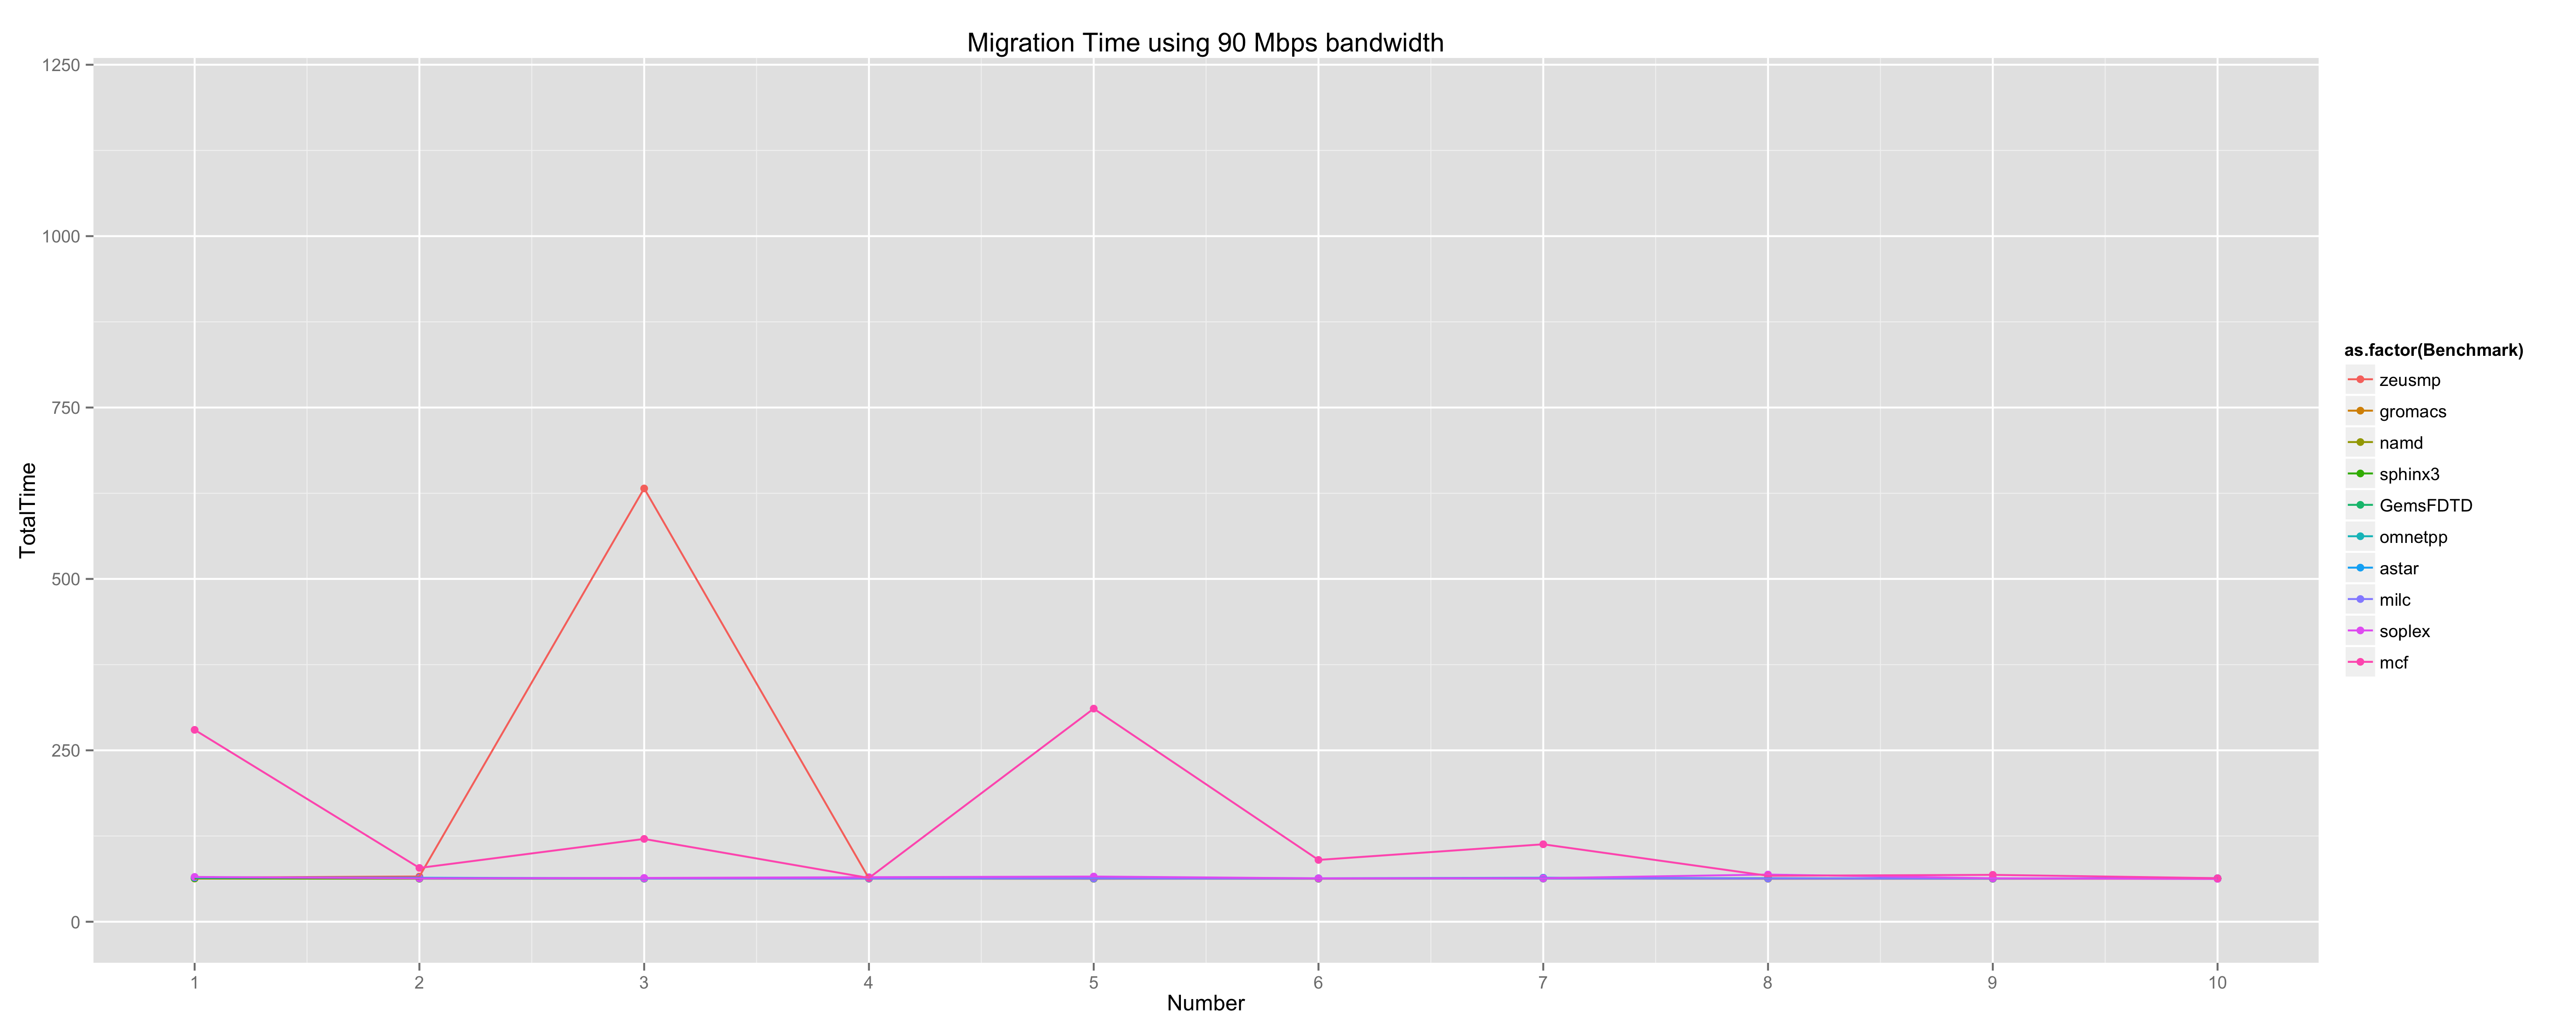 Migration Time using 90 Mbps bandwidth
1250
1000
750
500
250
0
TotalTime
1 2 3 4 5 6 7 8 9 10
Number
as.factor(Benchmark)
zeusmp
gromacs
namd
sphinx3
GemsFDTD
omnetpp
astar
milc
soplex
mcf